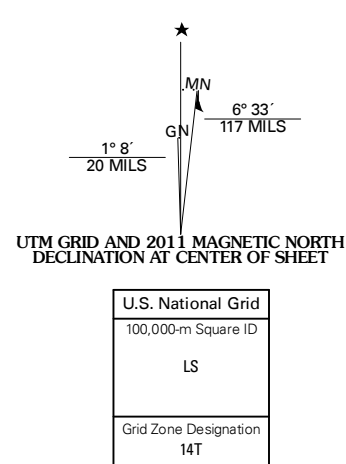 ★
MN
GN
6° 33´
117 MILS
1° 8´
20 MILS
UTM GRID AND 2011 MAGNETIC NORTH
DECLINATION AT CENTER OF SHEET
U.S. National Grid
100,000-m Square ID
LS
Grid Zone Designation
14T